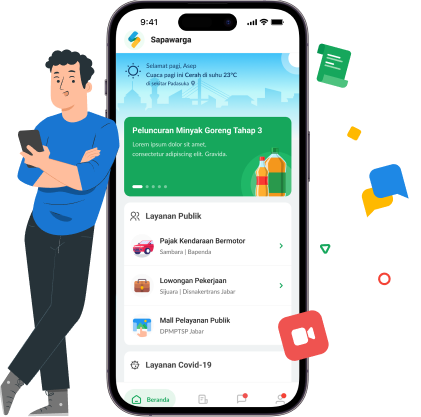 9:41
Sapawarga
Selamat pagi, Asep
Cuaca pagi ini Cerah di suhu 23°C
di sekitar Padasuka
Peluncuran Minyak Goreng Tahap 3
Lorem ipsum dolor sit amet,
consectetur adipiscing elit. Gravida.
Layanan Publik
Pajak Kendaraan Bermotor
Sambara | Bapenda
Lowongan Pekerjaan
Sijuara | Disnakertrans Jabar
Mall Pelayanan Publik
DPMPTSP Jabar
Layanan Covid-19
Beranda